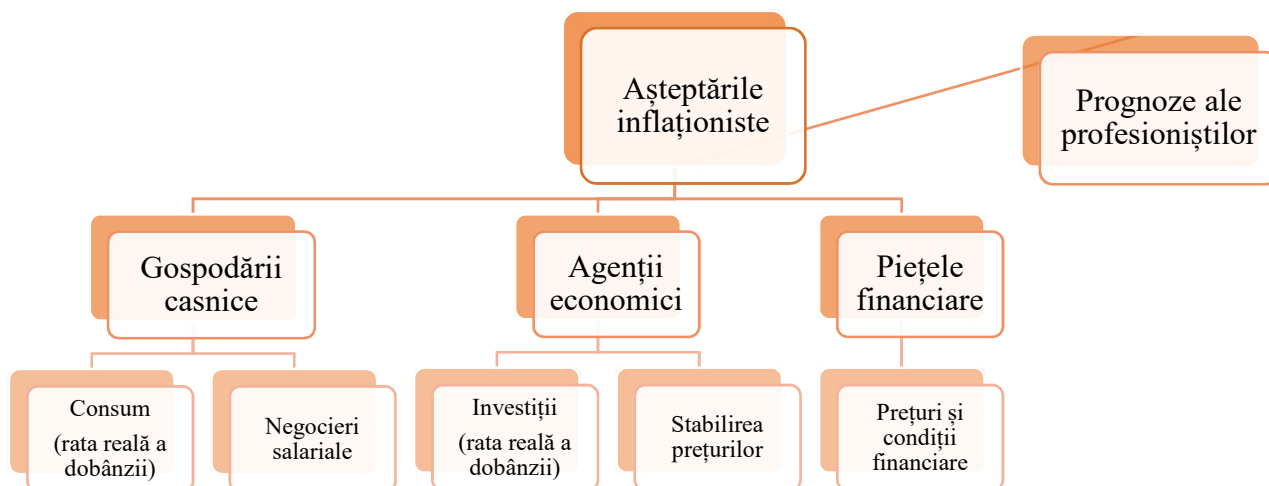 Așteptările
inflaționiste
Prognoze ale
profesioniștilor
Gospodării
casnice
Agenții
economici
Piețele
financiare
Consum
(rata reală a
dobânzii)
Negocieri
salariale
Investiții
(rata reală a
dobânzii)
Stabilirea
prețurilor
Prețuri și
condiții
financiare